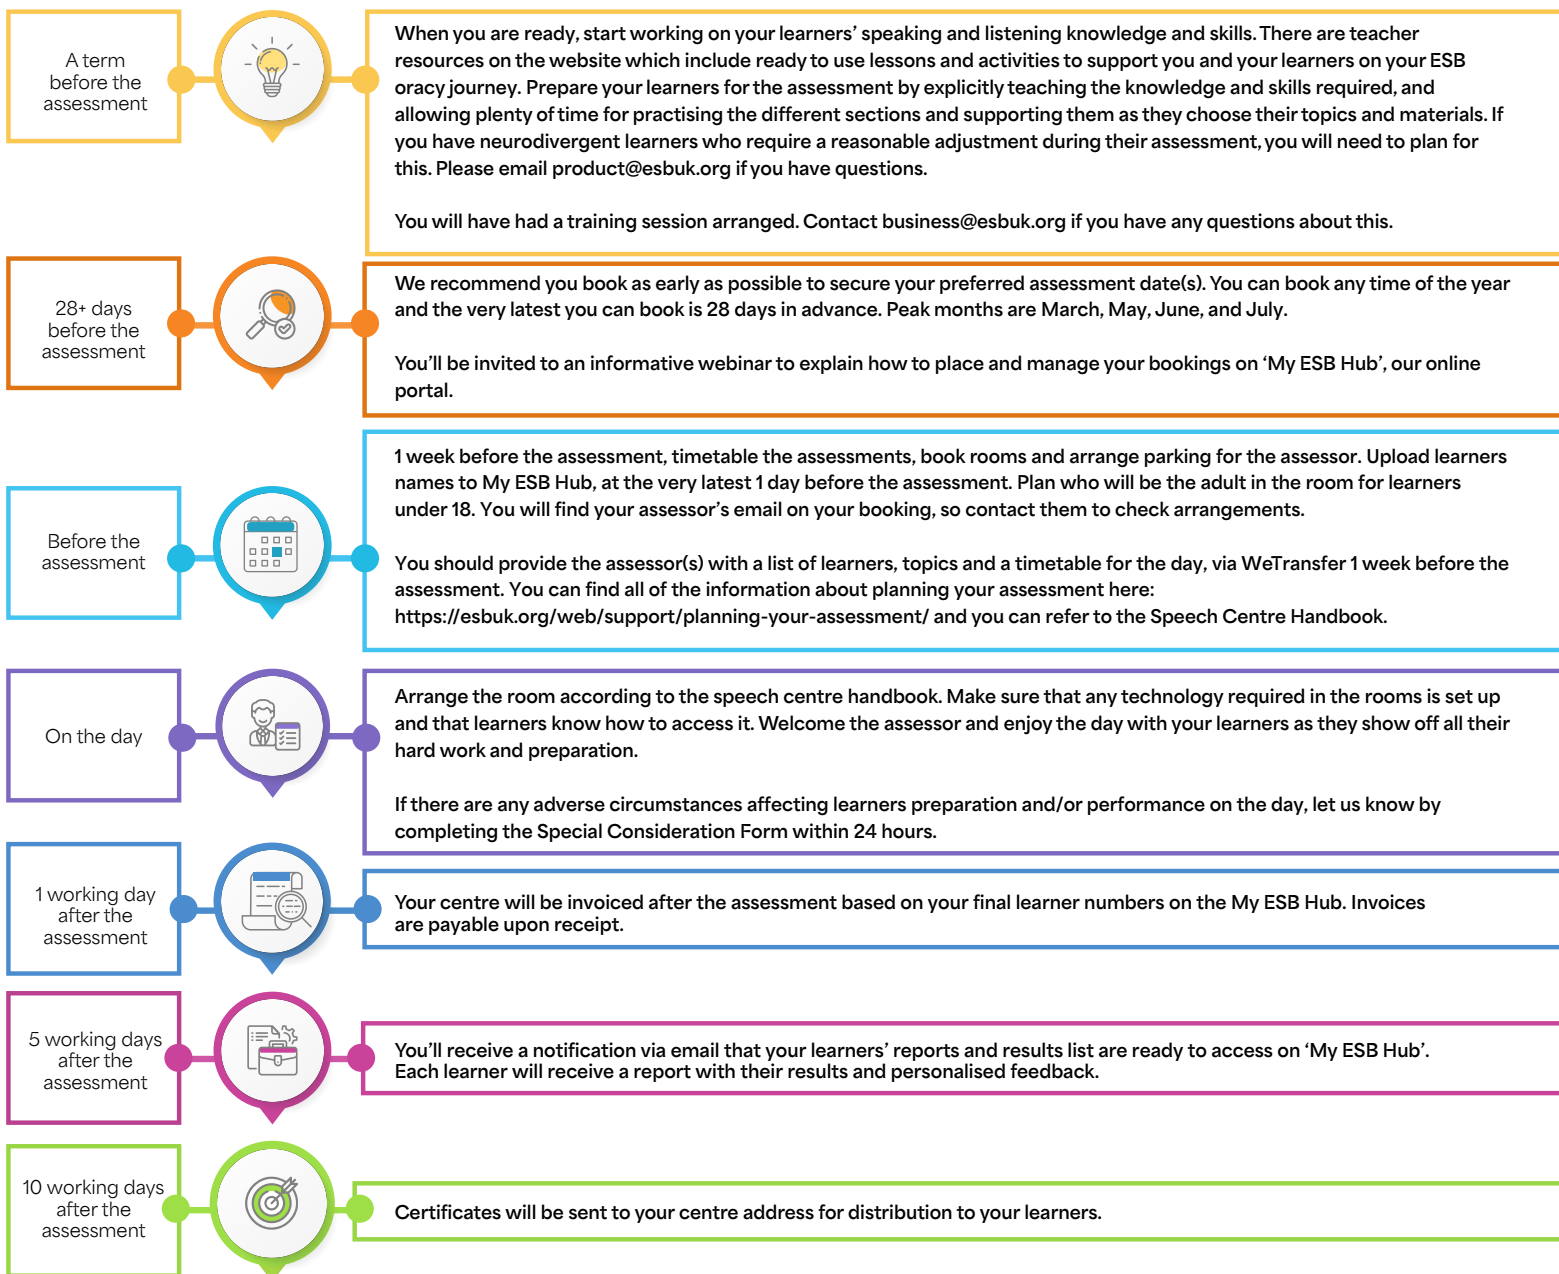 A term
before the
assessment
When you are ready, start working on your learners’ speaking and listening knowledge and skills. There are teacher
resources on the website which include ready to use lessons and activities to support you and your learners on your ESB
oracy journey. Prepare your learners for the assessment by explicitly teaching the knowledge and skills required, and
allowing plenty of time for practising the different sections and supporting them as they choose their topics and materials. If
you have neurodivergent learners who require a reasonable adjustment during their assessment, you will need to plan for
this. Please email product@esbuk.org if you have questions.
You will have had a training session arranged. Contact business@esbuk.org if you have any questions about this.
28+ days
before the
assessment
We recommend you book as early as possible to secure your preferred assessment date(s). You can book any time of the year
and the very latest you can book is 28 days in advance. Peak months are March, May, June, and July.
You’ll be invited to an informative webinar to explain how to place and manage your bookings on ‘My ESB Hub’, our online
portal.
Before the
assessment
1 week before the assessment, timetable the assessments, book rooms and arrange parking for the assessor. Upload learners
names to My ESB Hub, at the very latest 1 day before the assessment. Plan who will be the adult in the room for learners
under 18. You will find your assessor’s email on your booking, so contact them to check arrangements.
You should provide the assessor(s) with a list of learners, topics and a timetable for the day, via WeTransfer 1 week before the
assessment. You can find all of the information about planning your assessment here:
https://esbuk.org/web/support/planning-your-assessment/ and you can refer to the Speech Centre Handbook.
On the day
Arrange the room according to the speech centre handbook. Make sure that any technology required in the rooms is set up
and that learners know how to access it. Welcome the assessor and enjoy the day with your learners as they show off all their
hard work and preparation.
If there are any adverse circumstances affecting learners preparation and/or performance on the day, let us know by
completing the Special Consideration Form within 24 hours.
1 working day
after the
assessment
Your centre will be invoiced after the assessment based on your final learner numbers on the My ESB Hub. Invoices
are payable upon receipt.
5 working days
after the
assessment
You’ll receive a notification via email that your learners’ reports and results list are ready to access on ‘My ESB Hub’.
Each learner will receive a report with their results and personalised feedback.
10 working days
after the
assessment
Certificates will be sent to your centre address for distribution to your learners.